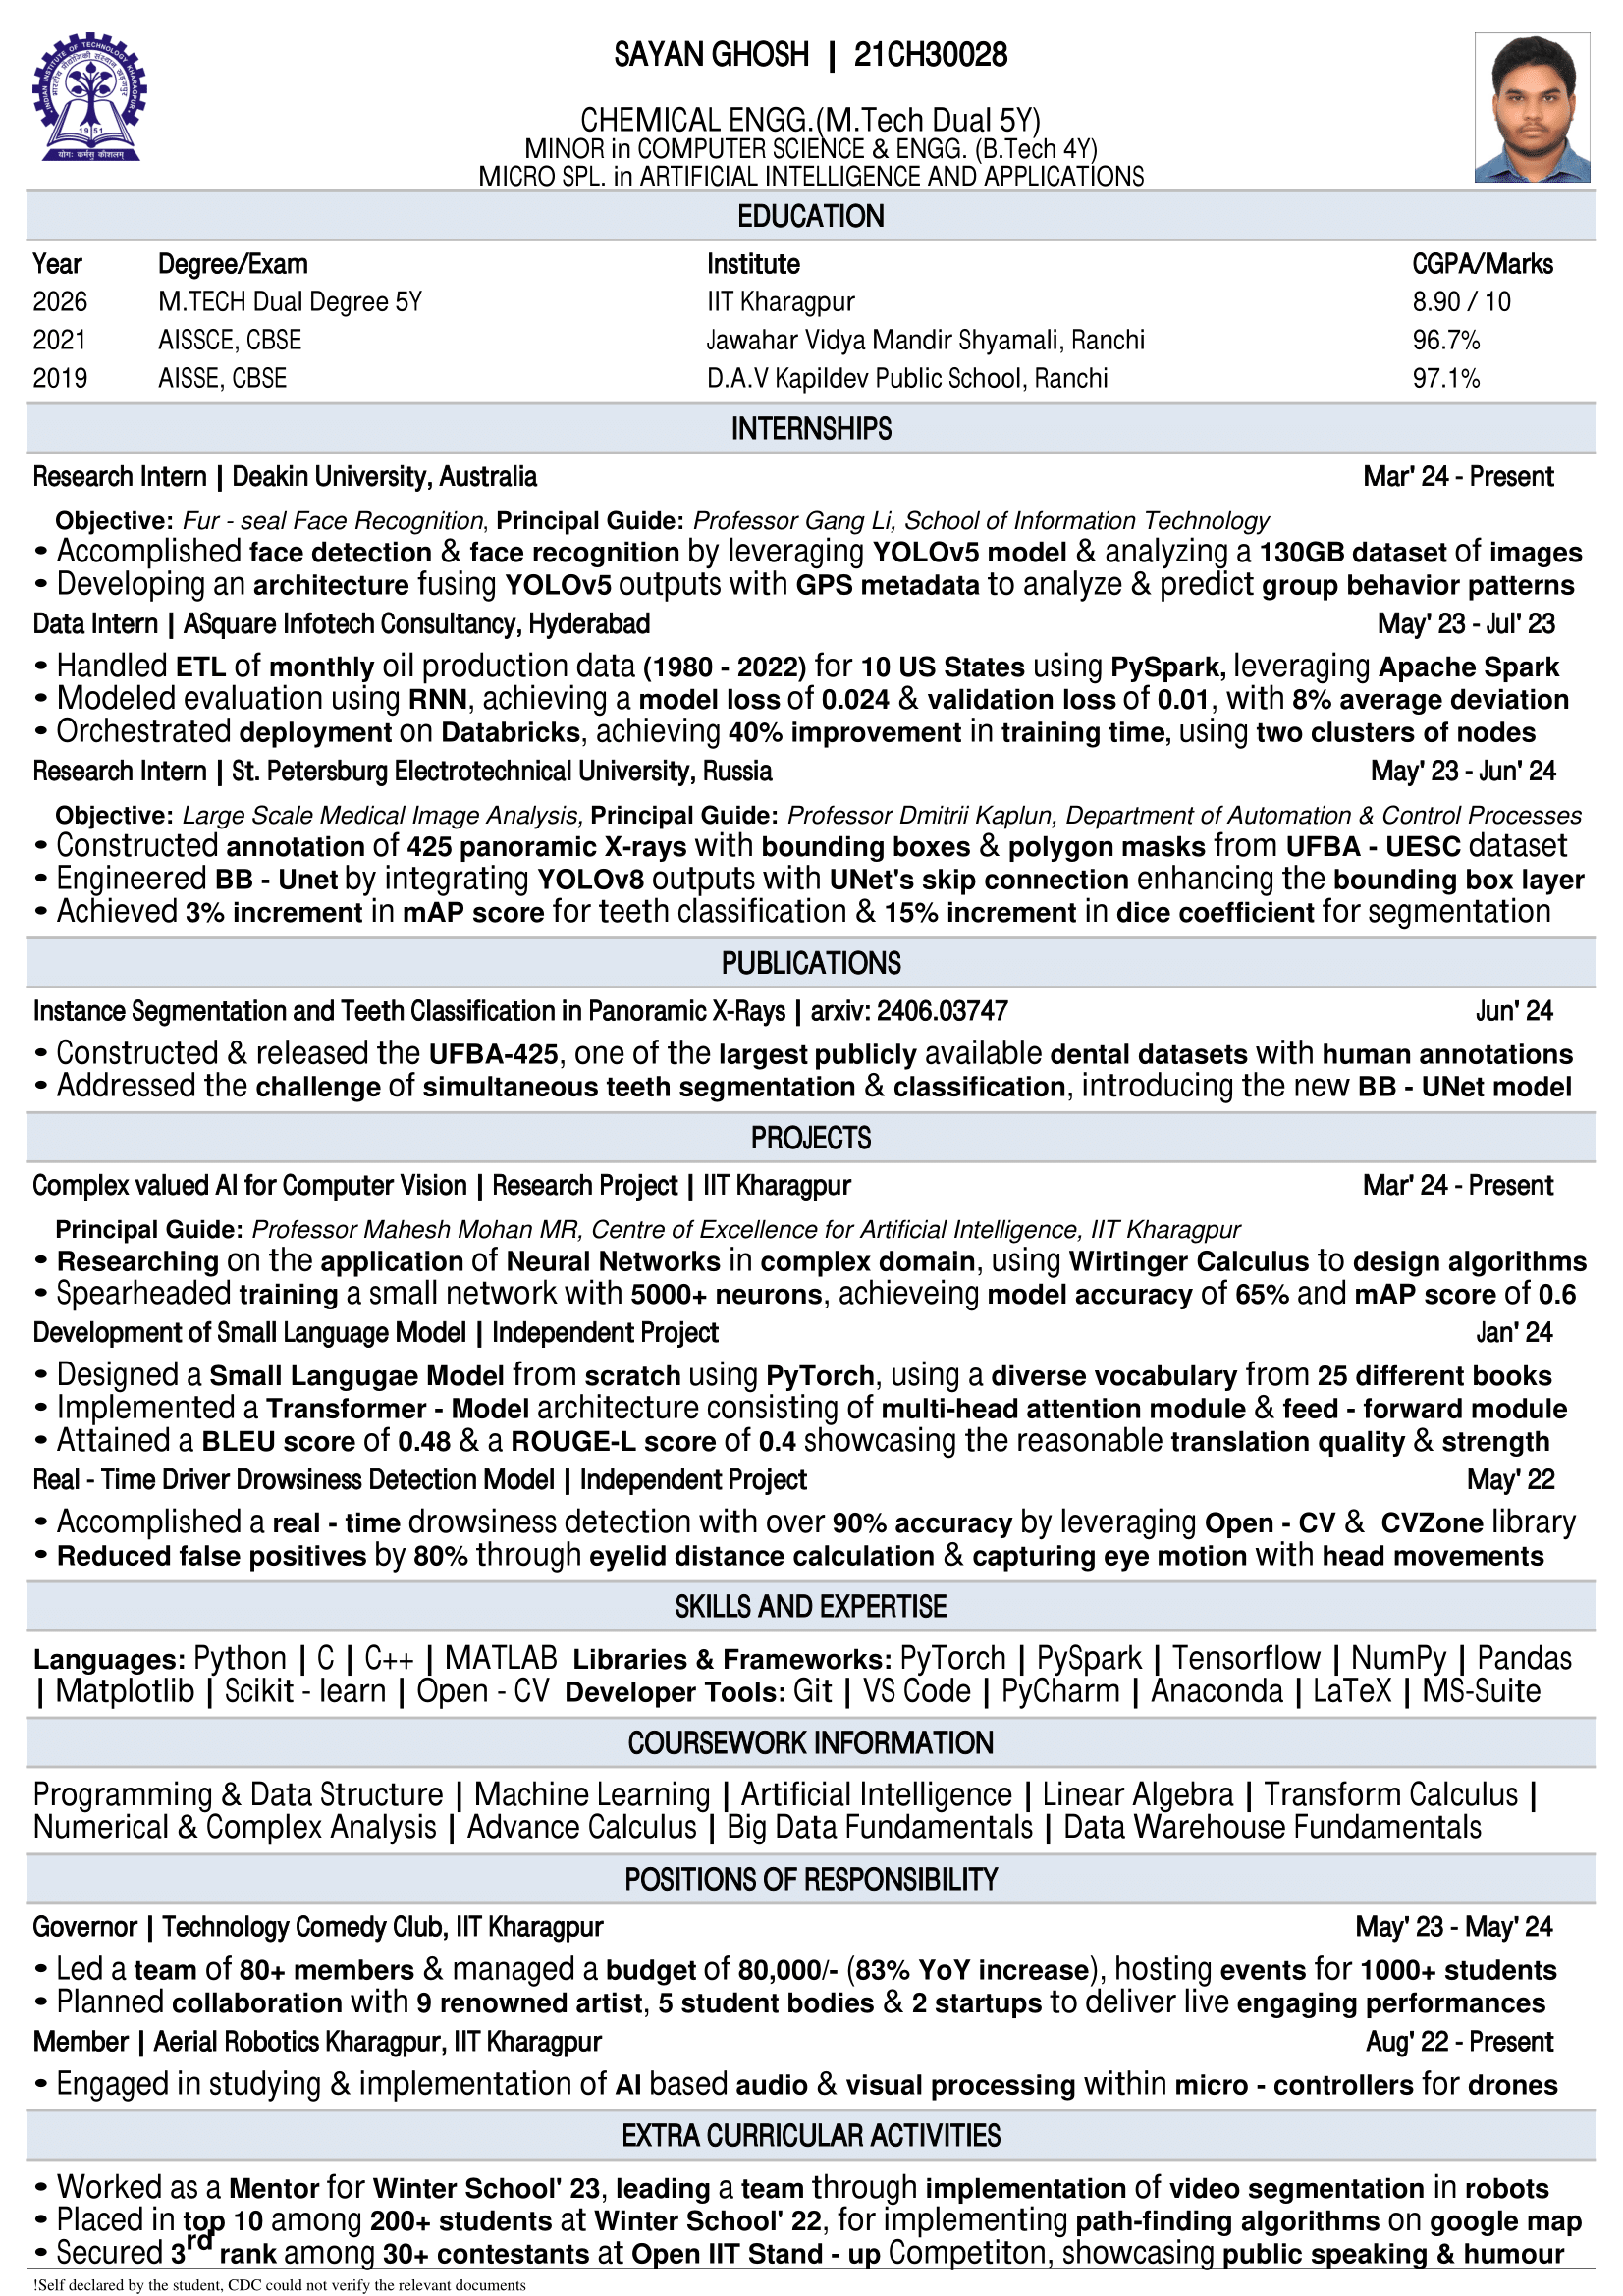 INDIAN INSTITUTE OF TECHNOLOGY KHARAGPUR
भारतीय प्रौद्योगिकी संस्थान खड़गपुर
1951
योगः कर्मसु कौशलम्
SAYAN GHOSH | 21CH30028
CHEMICAL ENGG.(M.Tech Dual 5Y)
MINOR in COMPUTER SCIENCE & ENGG. (B.Tech 4Y)
MICRO SPL. in ARTIFICIAL INTELLIGENCE AND APPLICATIONS
EDUCATION
Year Degree/Exam Institute CGPA/Marks
2026 M.TECH Dual Degree 5Y IIT Kharagpur 8.90 / 10
2021 AISSCE, CBSE Jawahar Vidya Mandir Shyamali, Ranchi 96.7%
2019 AISSE, CBSE D.A.V Kapildev Public School, Ranchi 97.1%
INTERNSHIPS
Research Intern | Deakin University, Australia Mar' 24 - Present
Objective: Fur - seal Face Recognition, Principal Guide: Professor Gang Li, School of Information Technology
• Accomplished face detection & face recognition by leveraging YOLOv5 model & analyzing a 130GB dataset of images
• Developing an architecture fusing YOLOv5 outputs with GPS metadata to analyze & predict group behavior patterns
Data Intern | ASquare Infotech Consultancy, Hyderabad May' 23 - Jul' 23
• Handled ETL of monthly oil production data (1980 - 2022) for 10 US States using PySpark, leveraging Apache Spark
• Modeled evaluation using RNN, achieving a model loss of 0.024 & validation loss of 0.01, with 8% average deviation
• Orchestrated deployment on Databricks, achieving 40% improvement in training time, using two clusters of nodes
Research Intern | St. Petersburg Electrotechnical University, Russia May' 23 - Jun' 24
Objective: Large Scale Medical Image Analysis, Principal Guide: Professor Dmitrii Kaplun, Department of Automation & Control Processes
• Constructed annotation of 425 panoramic X-rays with bounding boxes & polygon masks from UFBA - UESC dataset
• Engineered BB - Unet by integrating YOLOv8 outputs with UNet's skip connection enhancing the bounding box layer
• Achieved 3% increment in mAP score for teeth classification & 15% increment in dice coefficient for segmentation
PUBLICATIONS
Instance Segmentation and Teeth Classification in Panoramic X-Rays | arxiv: 2406.03747 Jun' 24
• Constructed & released the UFBA-425, one of the largest publicly available dental datasets with human annotations
• Addressed the challenge of simultaneous teeth segmentation & classification, introducing the new BB - UNet model
PROJECTS
Complex valued AI for Computer Vision | Research Project | IIT Kharagpur Mar' 24 - Present
Principal Guide: Professor Mahesh Mohan MR, Centre of Excellence for Artificial Intelligence, IIT Kharagpur
• Researching on the application of Neural Networks in complex domain, using Wirtinger Calculus to design algorithms
• Spearheaded training a small network with 5000+ neurons, achieveing model accuracy of 65% and mAP score of 0.6
Development of Small Language Model | Independent Project Jan' 24
• Designed a Small Langugae Model from scratch using PyTorch, using a diverse vocabulary from 25 different books
• Implemented a Transformer - Model architecture consisting of multi-head attention module & feed - forward module
• Attained a BLEU score of 0.48 & a ROUGE-L score of 0.4 showcasing the reasonable translation quality & strength
Real - Time Driver Drowsiness Detection Model | Independent Project May' 22
• Accomplished a real - time drowsiness detection with over 90% accuracy by leveraging Open - CV & CVZone library
• Reduced false positives by 80% through eyelid distance calculation & capturing eye motion with head movements
SKILLS AND EXPERTISE
Languages: Python | C | C++ | MATLAB Libraries & Frameworks: PyTorch | PySpark | Tensorflow | NumPy | Pandas
| Matplotlib | Scikit - learn | Open - CV Developer Tools: Git | VS Code | PyCharm | Anaconda | LaTeX | MS-Suite
COURSEWORK INFORMATION
Programming & Data Structure | Machine Learning | Artificial Intelligence | Linear Algebra | Transform Calculus |
Numerical & Complex Analysis | Advance Calculus | Big Data Fundamentals | Data Warehouse Fundamentals
POSITIONS OF RESPONSIBILITY
Governor | Technology Comedy Club, IIT Kharagpur May' 23 - May' 24
• Led a team of 80+ members & managed a budget of 80,000/- (83% YoY increase), hosting events for 1000+ students
• Planned collaboration with 9 renowned artist, 5 student bodies & 2 startups to deliver live engaging performances
Member | Aerial Robotics Kharagpur, IIT Kharagpur Aug' 22 - Present
• Engaged in studying & implementation of AI based audio & visual processing within micro - controllers for drones
EXTRA CURRICULAR ACTIVITIES
• Worked as a Mentor for Winter School' 23, leading a team through implementation of video segmentation in robots
• Placed in top 10 among 200+ students at Winter School' 22, for implementing path-finding algorithms on google map
• Secured 3rd rank among 30+ contestants at Open IIT Stand - up Competiton, showcasing public speaking & humour
!Self declared by the student, CDC could not verify the relevant documents